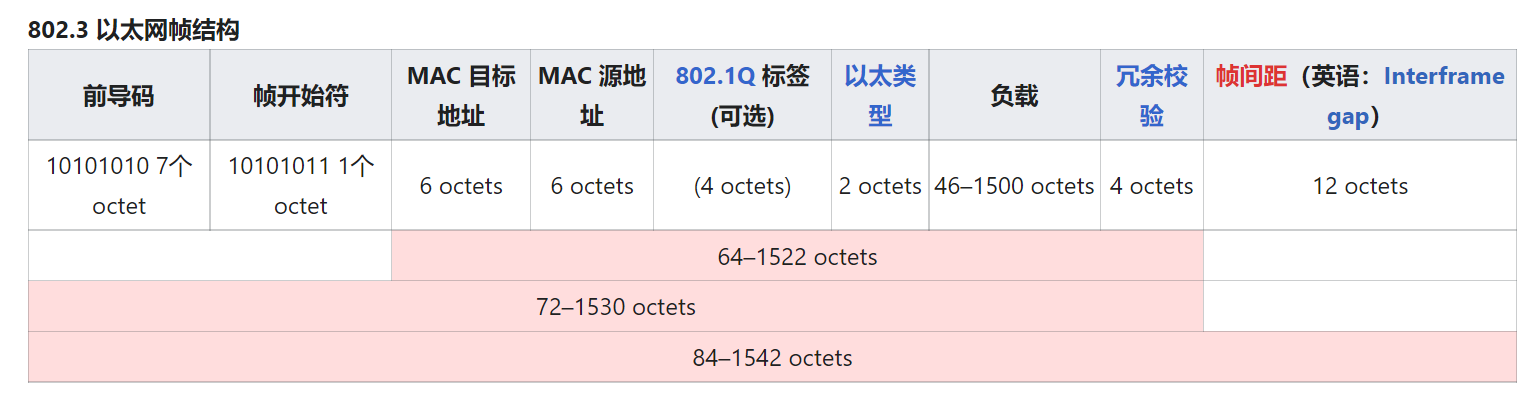 802.3 以太网帧结构
前导码
帧开始符
MAC 目标
地址
MAC 源地
址
802.1Q 标签
(可选)
以太类
型
负载
冗余校
验
帧间距（英语：Interframe
gap）
10101010 7个
octet
10101011 1个
octet
6 octets
6 octets
(4 octets)
2 octets
46–1500 octets
4 octets
12 octets
64–1522 octets
72–1530 octets
84–1542 octets